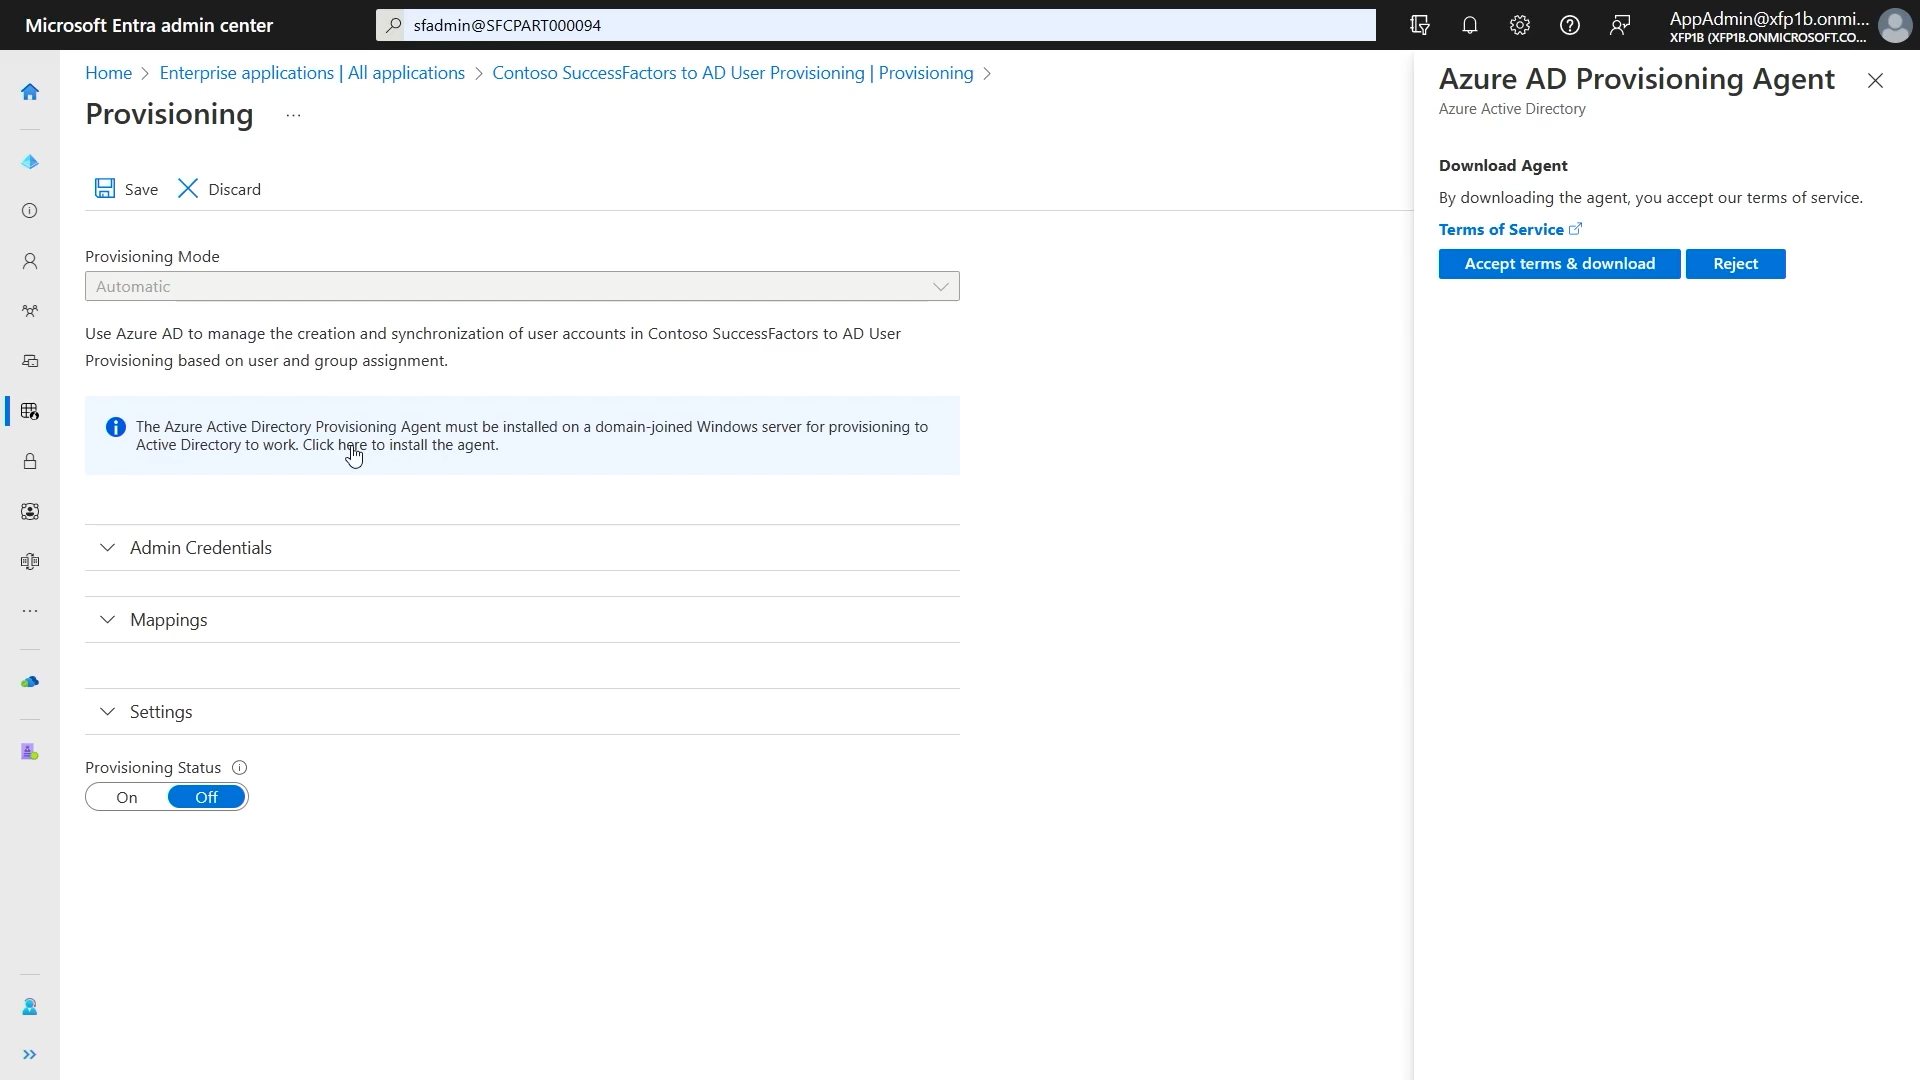 Microsoft Entra admin center
sfadmin@SFCPART000094
AppAdmin@xfp1b.onmi...
XFP1B (XFP1B.ONMICROSOFT.CO...
Home > Enterprise applications | All applications > Contoso SuccessFactors to AD User Provisioning | Provisioning >
Provisioning ...
Save Discard
Provisioning Mode
Automatic
Use Azure AD to manage the creation and synchronization of user accounts in Contoso SuccessFactors to AD User
Provisioning based on user and group assignment.
The Azure Active Directory Provisioning Agent must be installed on a domain-joined Windows server for provisioning to
Active Directory to work. Click here to install the agent.
Admin Credentials
Mappings
Settings
Provisioning Status
On Off
Azure AD Provisioning Agent
Azure Active Directory
Download Agent
By downloading the agent, you accept our terms of service.
Terms of Service
Accept terms & download Reject